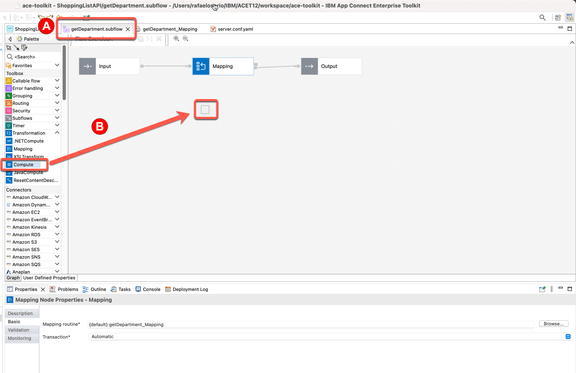 ace-toolkit - ShoppingListAPI/getDepartment.subflow - /Users/rafaelosorio/IBM/ACET12/workspace/ace-toolkit - IBM App Connect Enterprise Toolkit
A
ShoppingList
getDepartment.subflow
getDepartment_Mapping
server.conf.yaml
Palette
<Search>
Favorites
Toolbox
Callable flow
Error handling
Grouping
Routing
Security
Subflows
Timer
Transformation
.NETCompute
Mapping
XSLTransform
Compute
JavaCompute
ResetContentDesc...
Connectors
Amazon CloudW...
Amazon Dynam...
Amazon EC2
Amazon EventBr...
Amazon Kinesis
Amazon RDS
Amazon S3
Amazon SES
Amazon SNS
Amazon SQS
Anaplan
Input
Mapping
Output
B
Graph
User Defined Properties
Properties
Problems
Outline
Tasks
Console
Deployment Log
Mapping Node Properties - Mapping
Description
Basic
Validation
Monitoring
Mapping routine*
{default}:getDepartment_Mapping
Browse...
Transaction*
Automatic